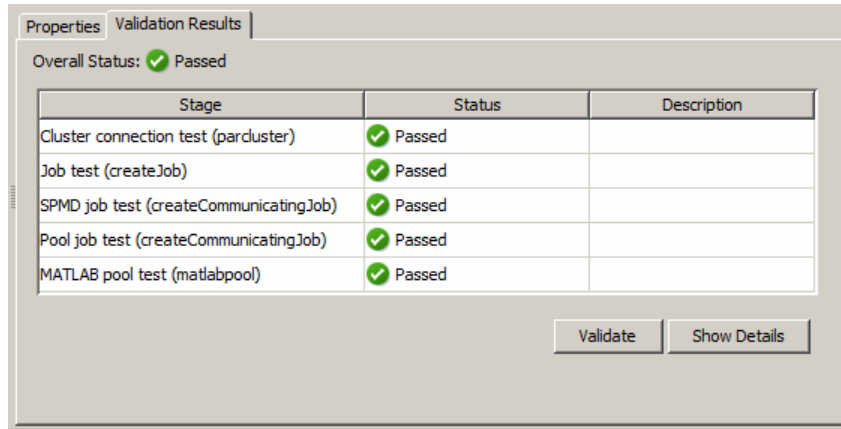 Properties Validation Results
Overall Status: Passed
Stage Status Description
Cluster connection test (parcluster) Passed
Job test (createJob) Passed
SPMD job test (createCommunicatingJob) Passed
Pool job test (createCommunicatingJob) Passed
MATLAB pool test (matlabpool) Passed
Validate Show Details